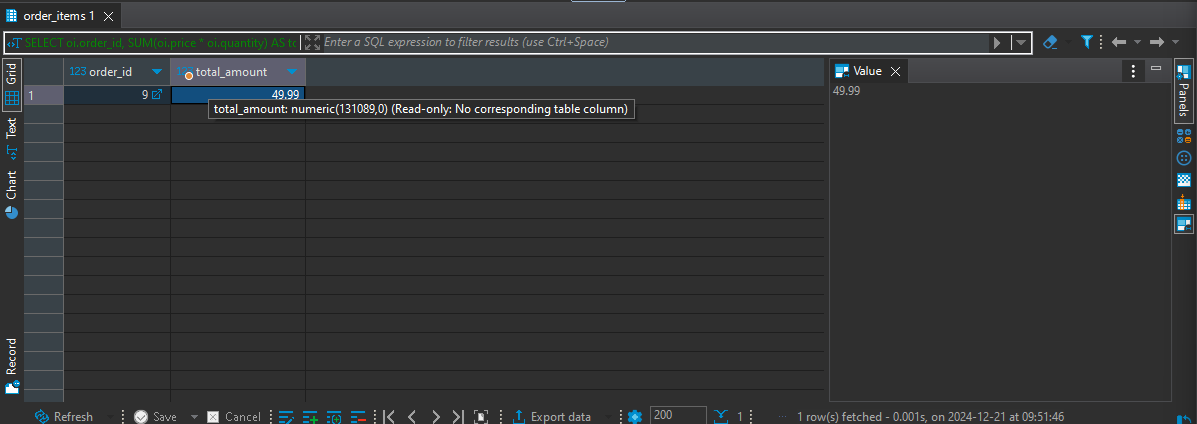 order_items 1
SELECT oi.order_id, SUM(oi.price * oi.quantity) AS to
Enter a SQL expression to filter results (use Ctrl+Space)
Grid
Text
Chart
Record
123 order_id
123 total_amount
1
9
49.99
total_amount: numeric(131089,0) (Read-only: No corresponding table column)
Value
49.99
Panels
Refresh
Save
Cancel
Export data
200
1
1 row(s) fetched - 0.001s, on 2024-12-21 at 09:51:46